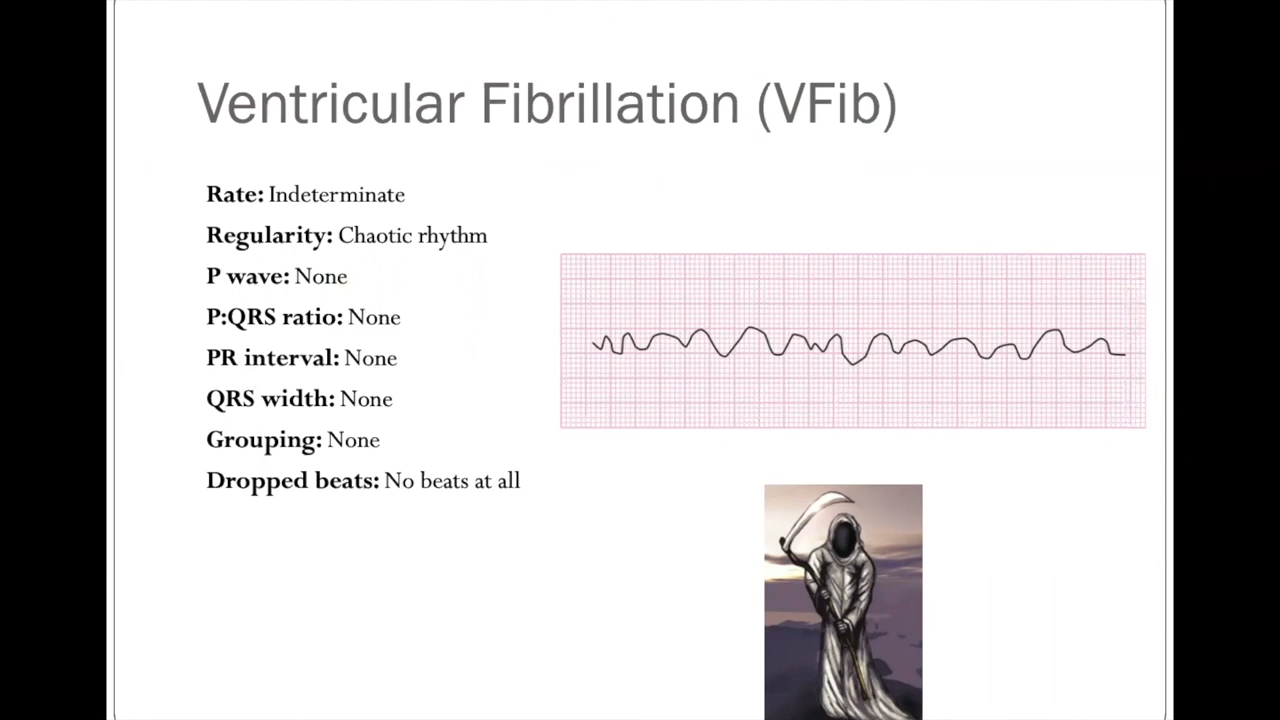 Ventricular Fibrillation (VFib)
Rate: Indeterminate
Regularity: Chaotic rhythm
P wave: None
P:QRS ratio: None
PR interval: None
QRS width: None
Grouping: None
Dropped beats: No beats at all